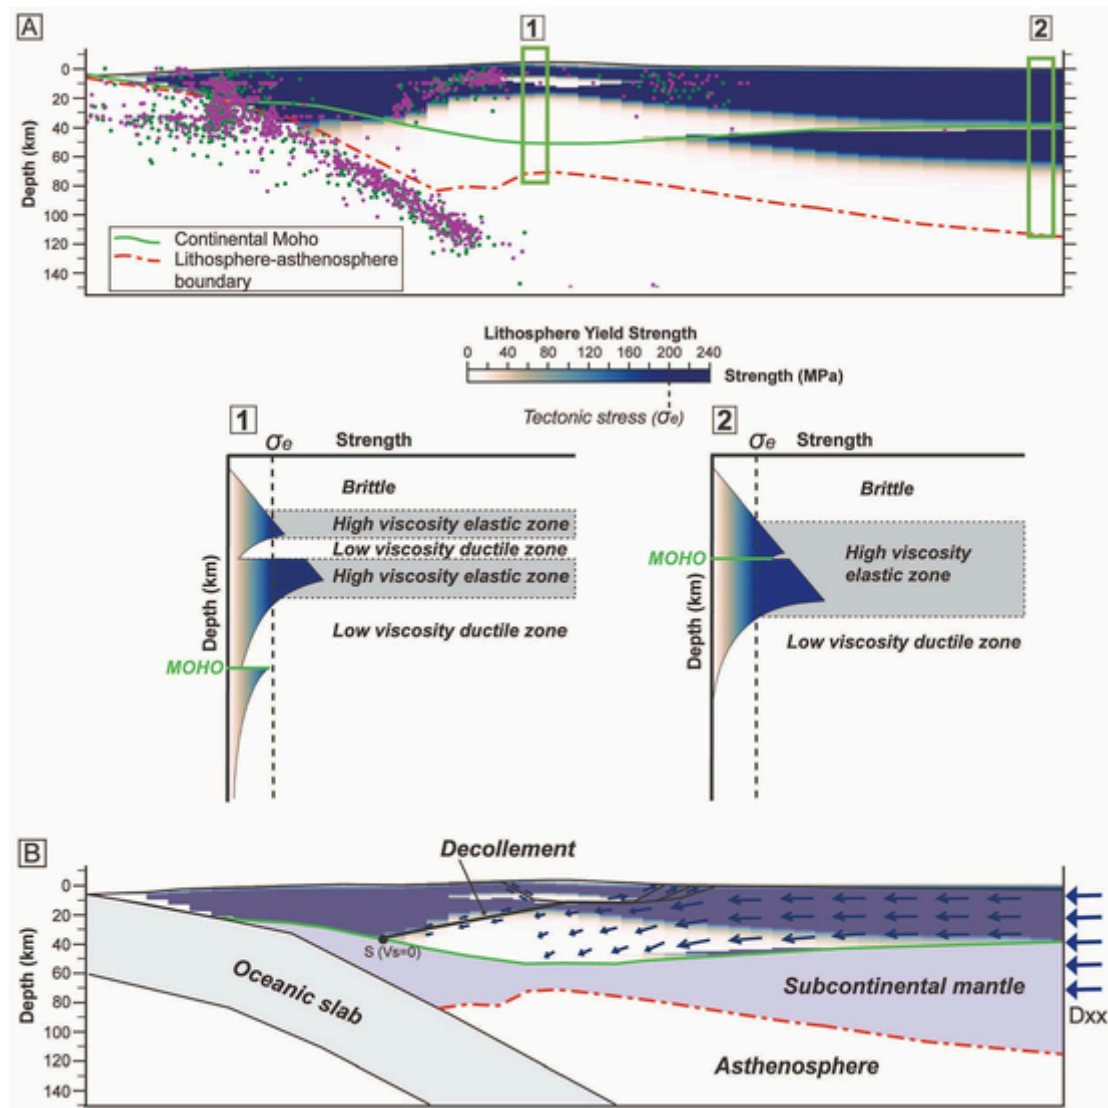 A
1
2
0
20
40
60
80
100
120
140
Depth (km)
Continental Moho
Lithosphere-asthenosphere
boundary
Lithosphere Yield Strength
0 40 80 120 160 200 240
Strength (MPa)
Tectonic stress (σe)
1
σe Strength
Brittle
High viscosity elastic zone
Low viscosity ductile zone
High viscosity elastic zone
Low viscosity ductile zone
Depth (km)
MOHO
2
σe Strength
Brittle
High viscosity
elastic zone
MOHO
Low viscosity ductile zone
Depth (km)
B
Decollement
0
20
40
60
80
100
120
140
Depth (km)
S (Vs=0)
Oceanic slab
Subcontinental mantle
Dxx
Asthenosphere